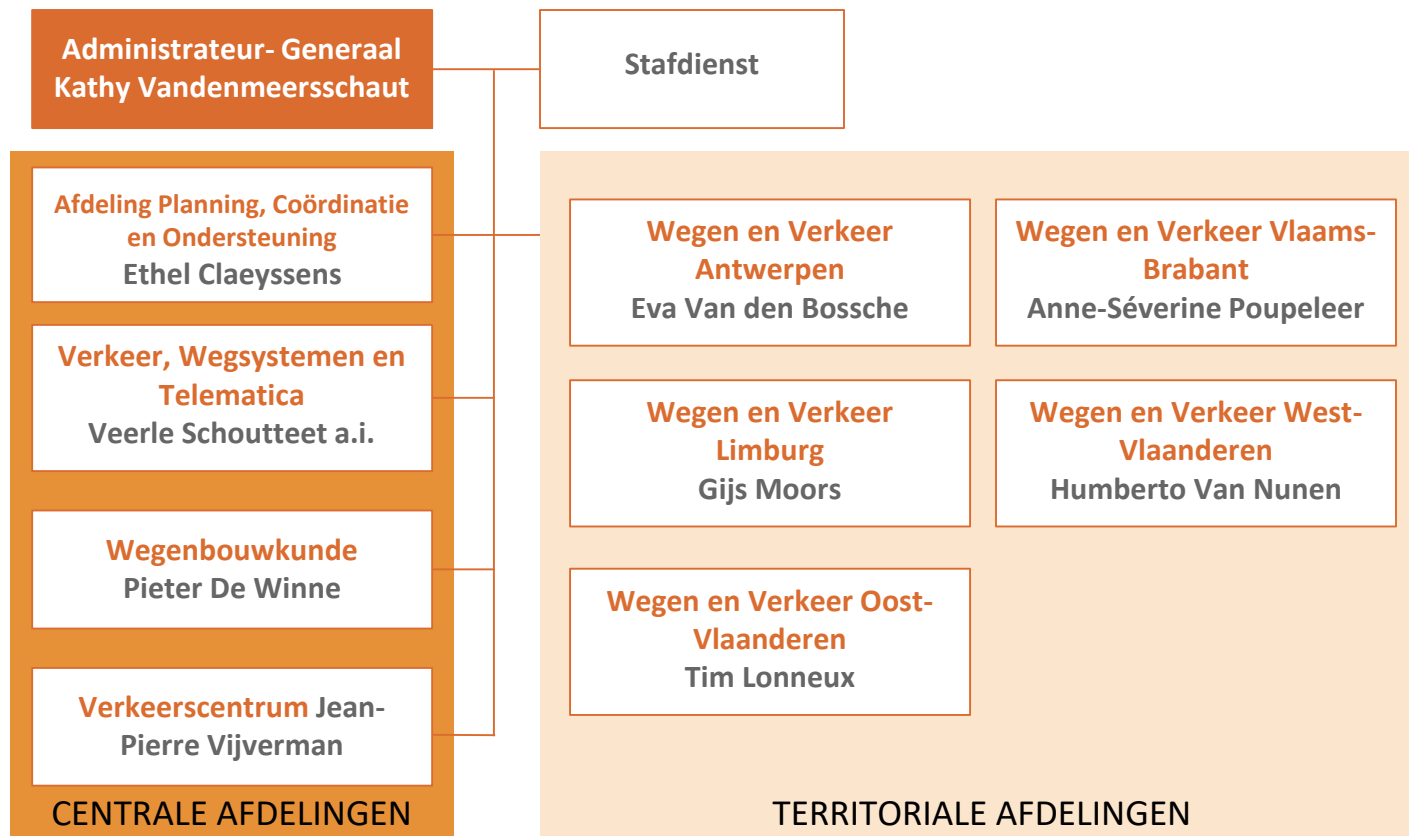 Administrateur- Generaal
Kathy Vandenmeersschaut
Stafdienst
Afdeling Planning, Coördinatie
en Ondersteuning
Ethel Claeyssens
Verkeer, Wegsystemen en
Telematica
Veerle Schoutteet a.i.
Wegenbouwkunde
Pieter De Winne
Verkeerscentrum Jean-
Pierre Vijverman
CENTRALE AFDELINGEN
Wegen en Verkeer
Antwerpen
Eva Van den Bossche
Wegen en Verkeer Vlaams-
Brabant
Anne-Séverine Poupeleer
Wegen en Verkeer
Limburg
Gijs Moors
Wegen en Verkeer West-
Vlaanderen
Humberto Van Nunen
Wegen en Verkeer Oost-
Vlaanderen
Tim Lonneux
TERRITORIALE AFDELINGEN